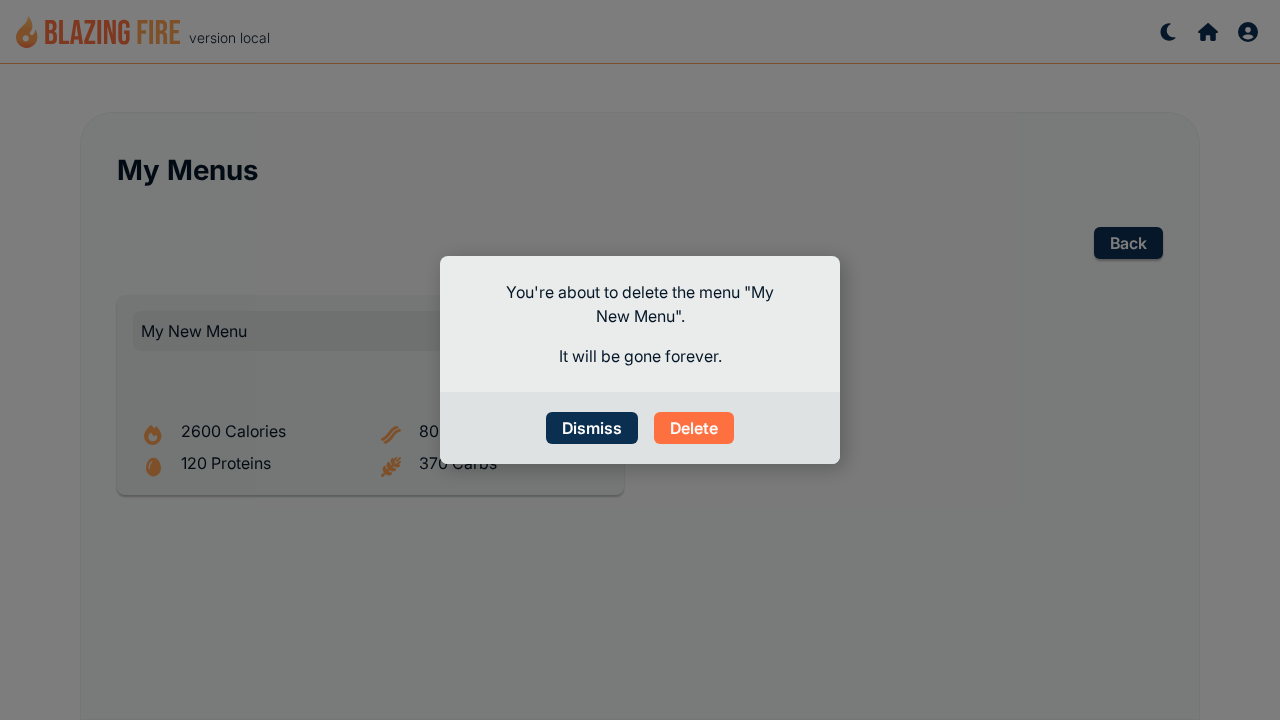 BLAZING FIRE version local
My Menus
Back
You're about to delete the menu "My
New Menu".
It will be gone forever.
Dismiss
Delete
My New Menu
2600 Calories
80
120 Proteins
370 Carbs